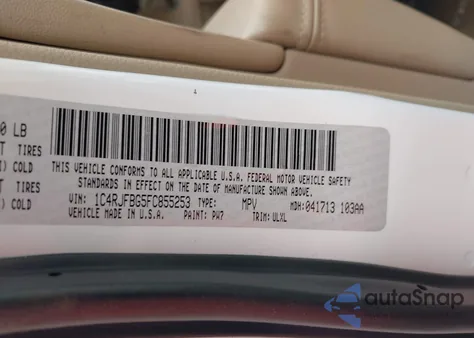 0 LB
T TIRES
I) COLD
T TIRES
I) COLD
THIS VEHICLE CONFORMS TO ALL APPLICABLE U.S.A. FEDERAL MOTOR VEHICLE SAFETY
STANDARDS IN EFFECT ON THE DATE OF MANUFACTURE SHOWN ABOVE.
VIN: 1C4RJFBG5FC855253 TYPE: MPV MDH: 041713 103AA
VEHICLE MADE IN U.S.A. PAINT: PW7 TRIM: ULXL
autoSnap